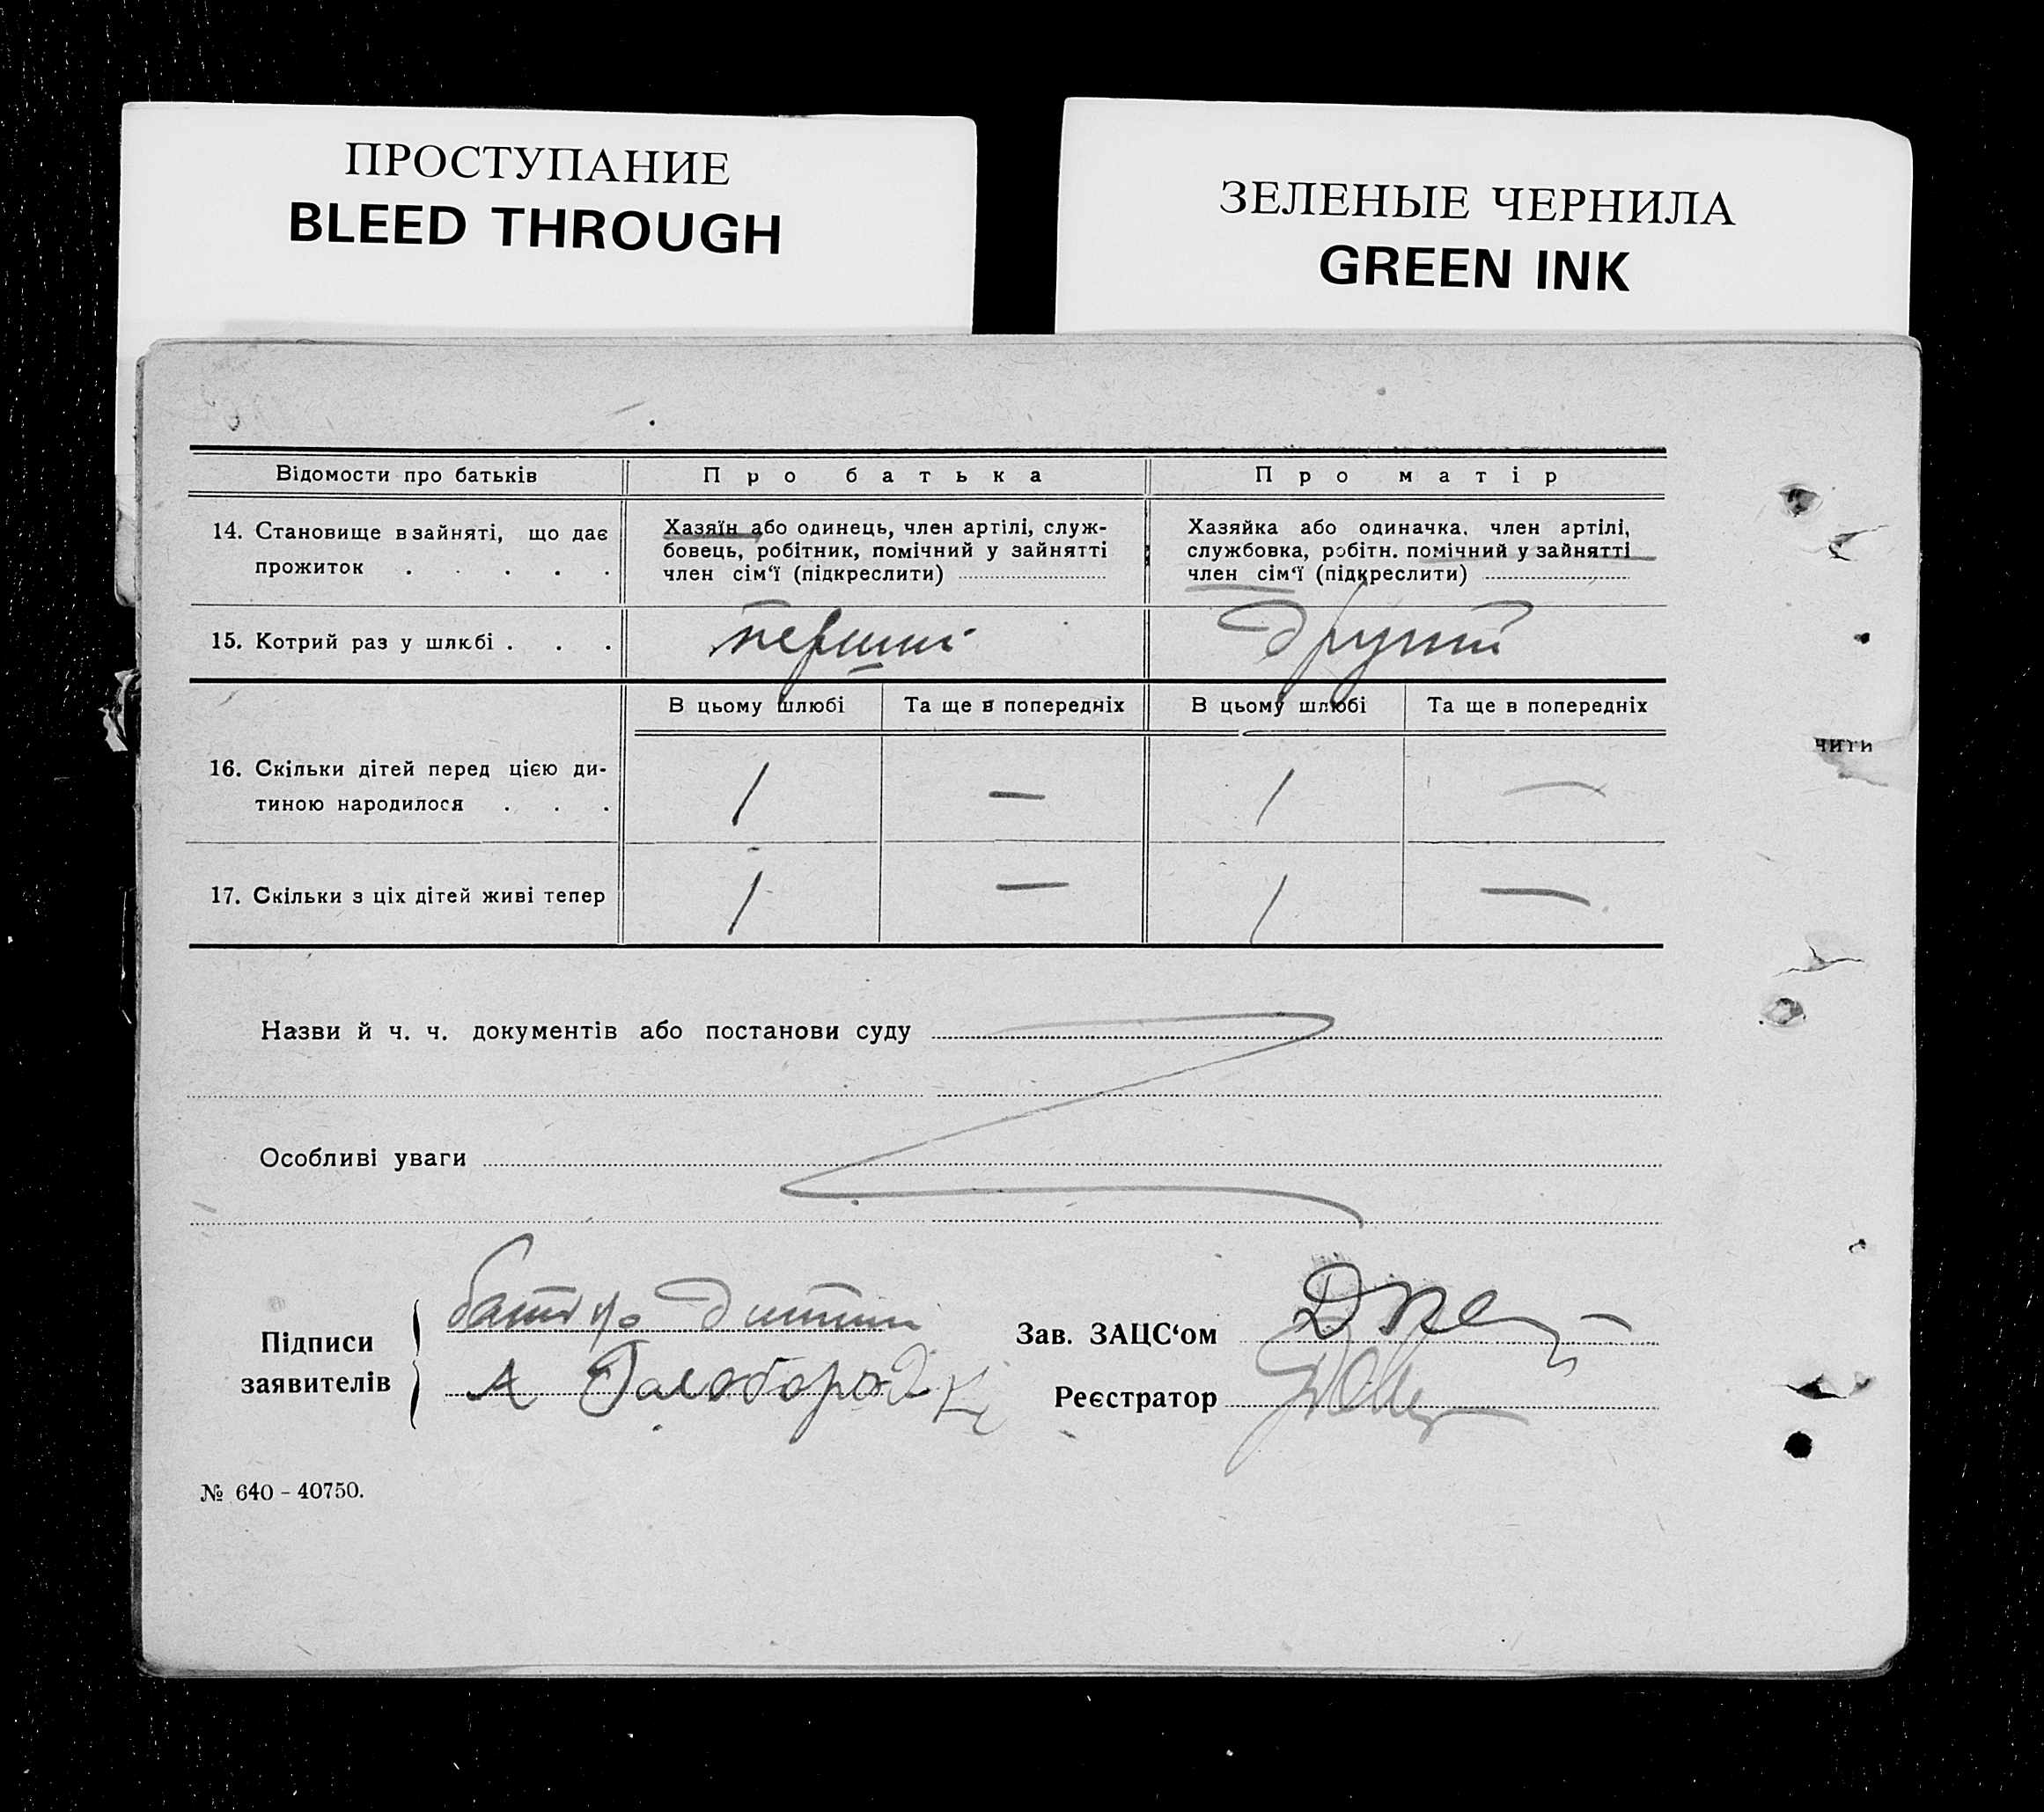 ПРОСТУПАНИЕ
BLEED THROUGH
ЗЕЛЕНЫЕ ЧЕРНИЛА
GREEN INK
Відомости про батьків
Про батька
Про матір
14. Становище в зайняті, що дає
прожиток . . . . .
Хазяїн або одинець, член артілі, служ-
бовець, робітник, помічний у зайнятті
член сім‘ї (підкреслити)
Хазяйка або одиначка, член артілі,
службовка, робітн. помічний у зайнятті
член сім‘ї (підкреслити)
15. Котрий раз у шлюбі . . .
перший
другий
В цьому шлюбі
Та ще в попередніх
В цьому шлюбі
Та ще в попередніх
16. Скільки дітей перед цією ди-
тиною народилося . . .
1 — 1 —
17. Скільки з ціх дітей живі тепер
1 — 1 —
чити
Назви й ч. ч. документів або постанови суду
Особливі уваги
Підписи
заявителів
дитини
А
Зав. ЗАЦС‘ом
Реєстратор
№ 640 - 40750.